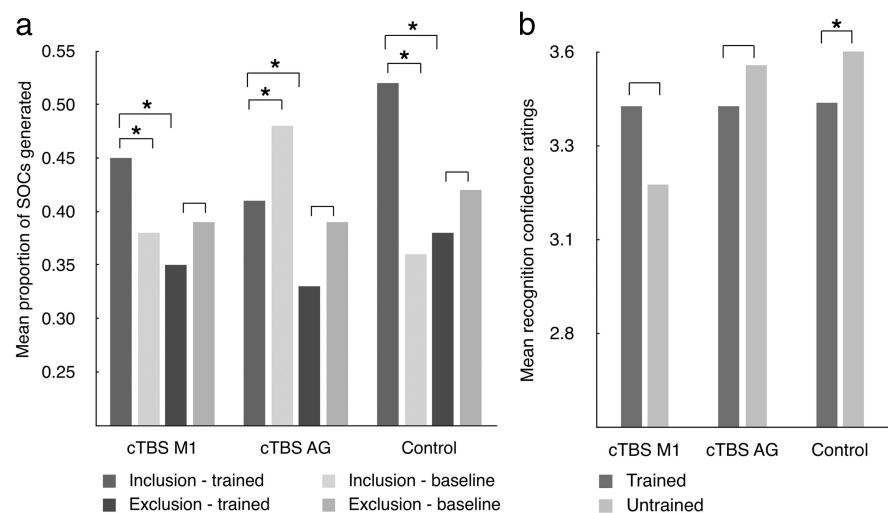 a
Mean proportion of SOCs generated
0.55
0.50
0.45
0.40
0.35
0.30
0.25
*
*
*
*
*
*
cTBS M1
cTBS AG
Control
Inclusion - trained
Inclusion - baseline
Exclusion - trained
Exclusion - baseline
b
Mean recognition confidence ratings
3.6
3.3
3.1
2.8
*
cTBS M1
cTBS AG
Control
Trained
Untrained